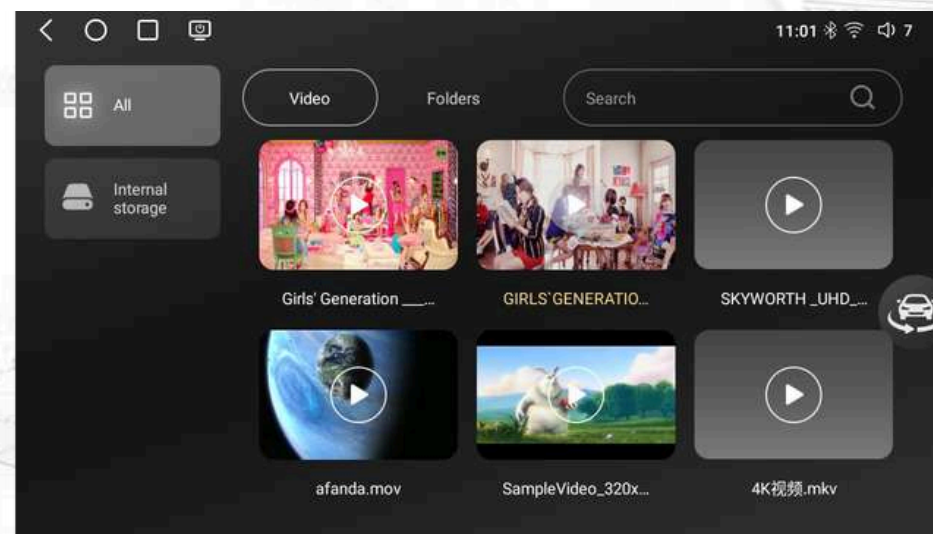 11:01 7
All
Video
Folders
Search
Internal
storage
Girls' Generation ___...
GIRLS`GENERATIO...
SKYWORTH _UHD_...
afanda.mov
SampleVideo_320x...
4K视频.mkv